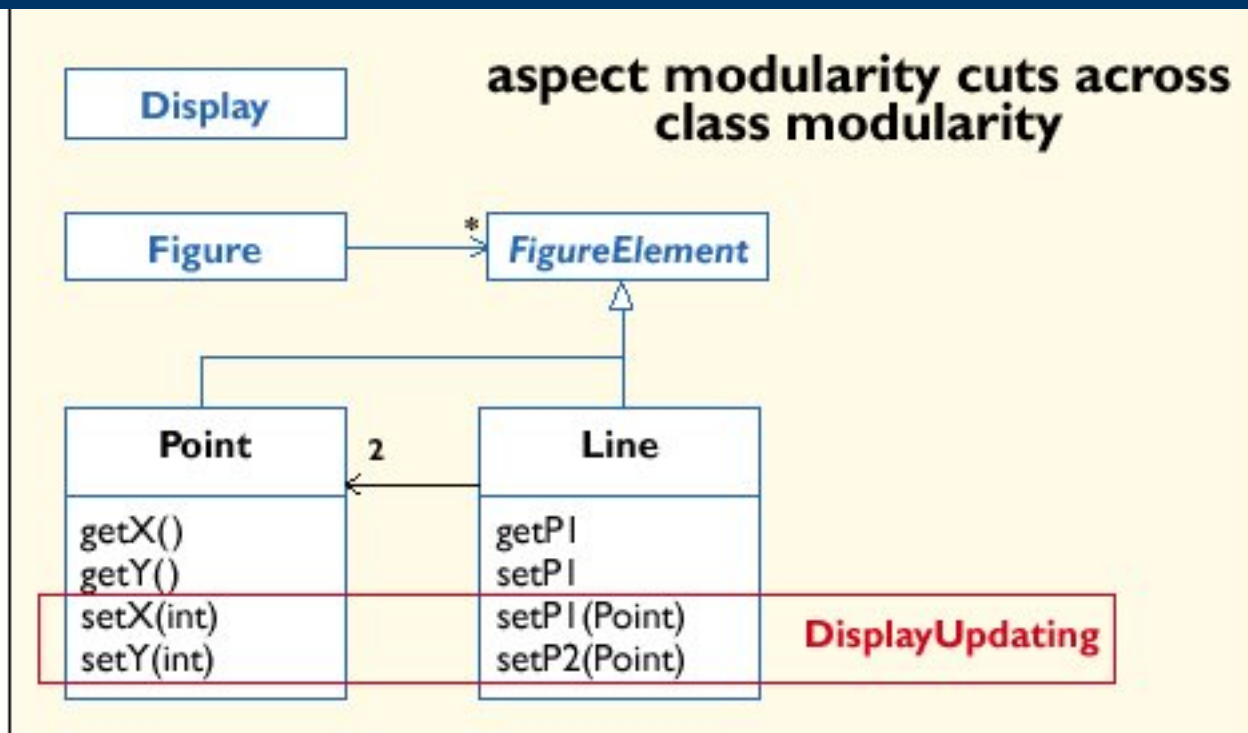 aspect modularity cuts across
class modularity
Display
Figure
*
FigureElement
Point
2
Line
getX()
getY()
setX(int)
setY(int)
getP1
setP1
setP1(Point)
setP2(Point)
DisplayUpdating